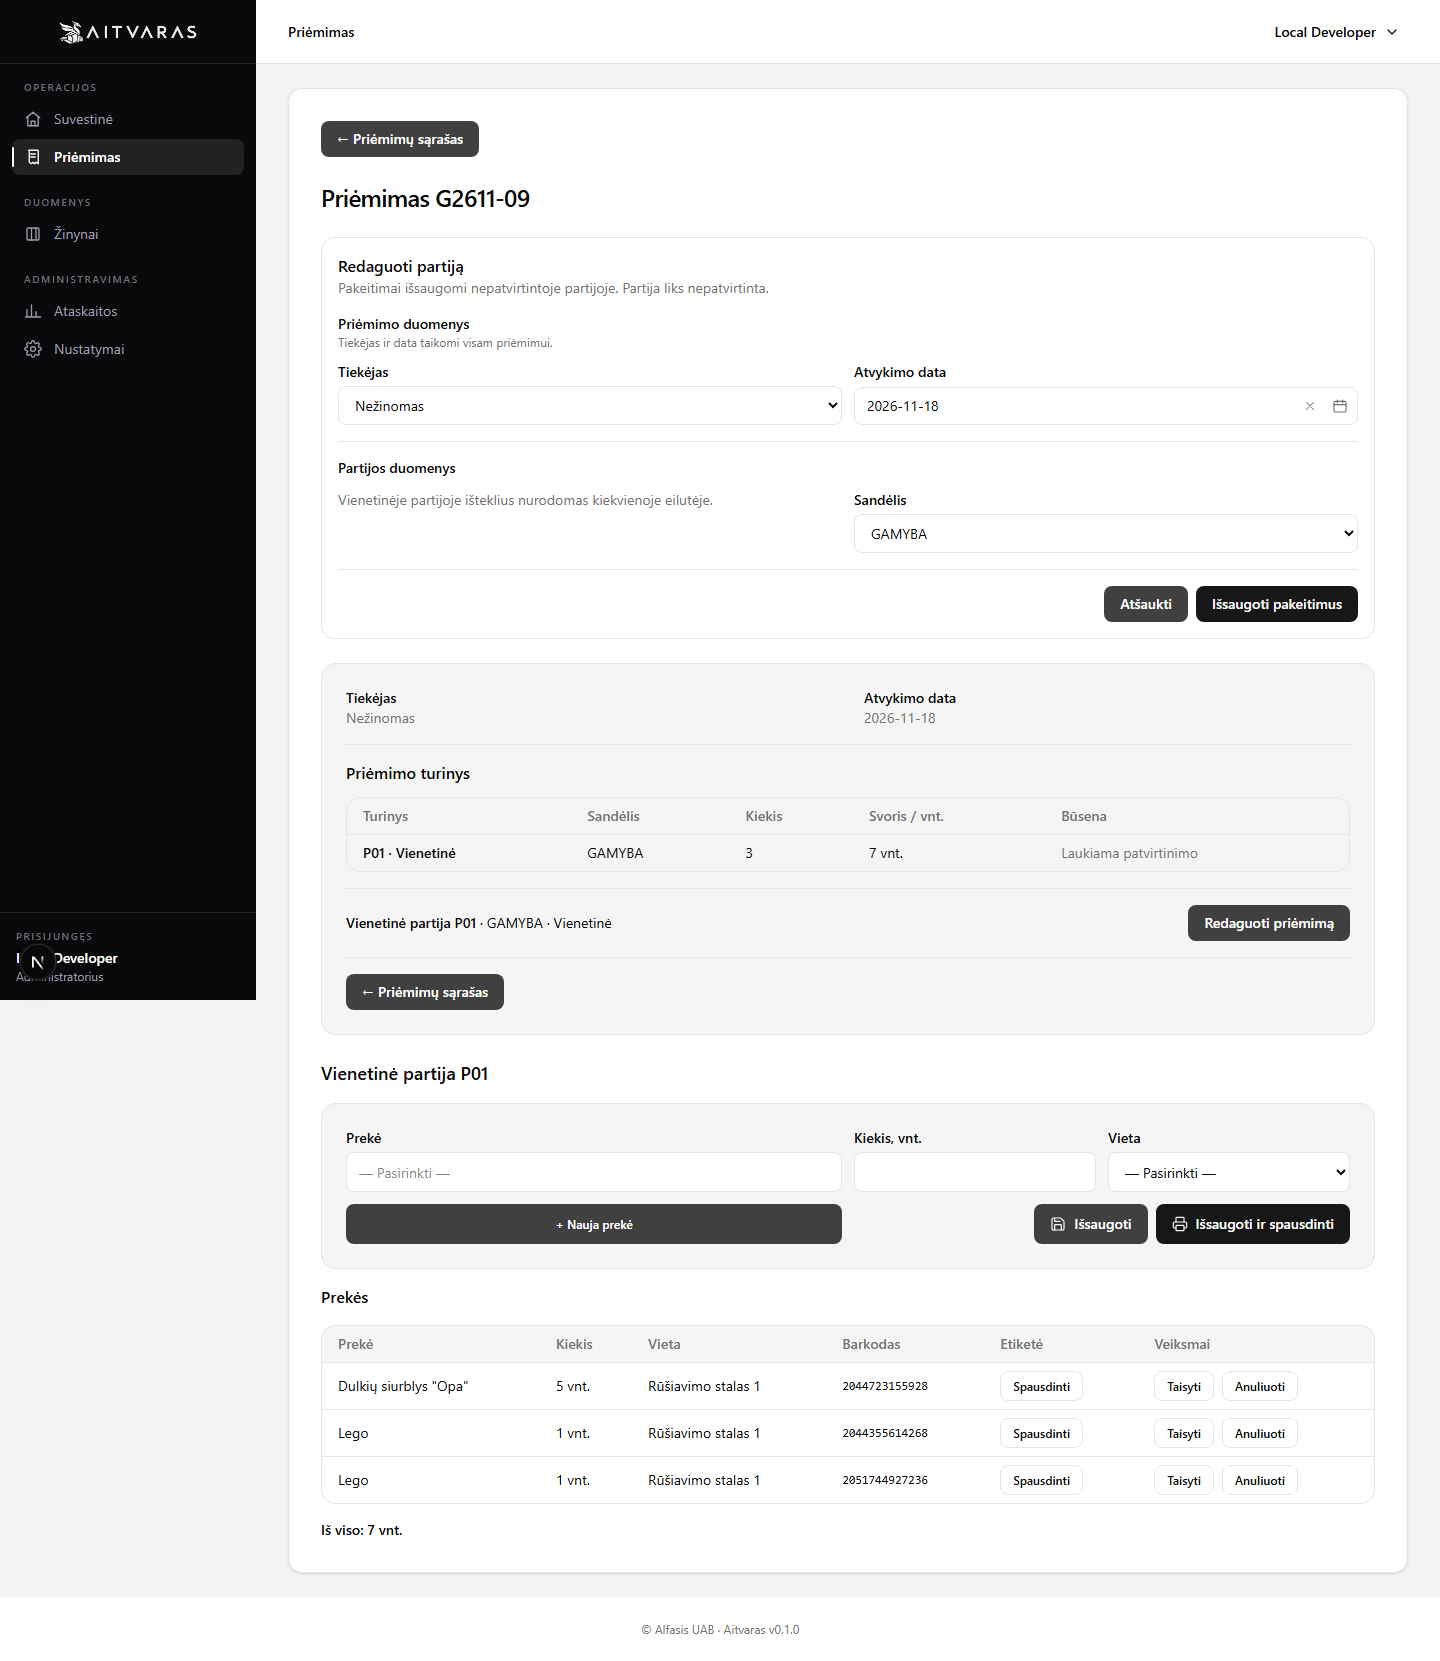 AITVARAS
OPERACIJOS
Suvestinė
Priėmimas
DUOMENYS
Žinynai
ADMINISTRAVIMAS
Ataskaitos
Nustatymai
PRISIJUNGĘS
Developer
Priėmimas
Local Developer
← Priėmimų sąrašas
Priėmimas G2611-09
Redaguoti partiją
Pakeitimai išsaugomi nepatvirtintoje partijoje. Partija liks nepatvirtinta.
Priėmimo duomenys
Tiekėjas ir data taikomi visam priėmimui.
Tiekėjas
Atvykimo data
Nežinomas
2026-11-18
Partijos duomenys
Vienetinėje partijoje išteklius nurodomas kiekvienoje eilutėje.
Sandėlis
GAMYBA
Atšaukti
Išsaugoti pakeitimus
Tiekėjas
Atvykimo data
Nežinomas
2026-11-18
Priėmimo turinys
Turinys Sandėlis Kiekis Svoris / vnt. Būsena
P01 · Vienetinė GAMYBA 3 7 vnt. Laukiama patvirtinimo
Vienetinė partija P01 · GAMYBA · Vienetinė
Redaguoti priėmimą
← Priėmimų sąrašas
Vienetinė partija P01
Prekė Kiekis, vnt. Vieta
— Pasirinkti — — Pasirinkti —
+ Nauja prekė
Išsaugoti
Išsaugoti ir spausdinti
Prekės
Prekė Kiekis Vieta Barkodas Etiketė Veiksmai
Dulkių siurblys "Opa" 5 vnt. Rūšiavimo stalas 1 2044723155928 Spausdinti Taisyti Anuliuoti
Lego 1 vnt. Rūšiavimo stalas 1 2044355614268 Spausdinti Taisyti Anuliuoti
Lego 1 vnt. Rūšiavimo stalas 1 2051744927236 Spausdinti Taisyti Anuliuoti
Iš viso: 7 vnt.
© Alfasis UAB · Aitvaras v0.1.0